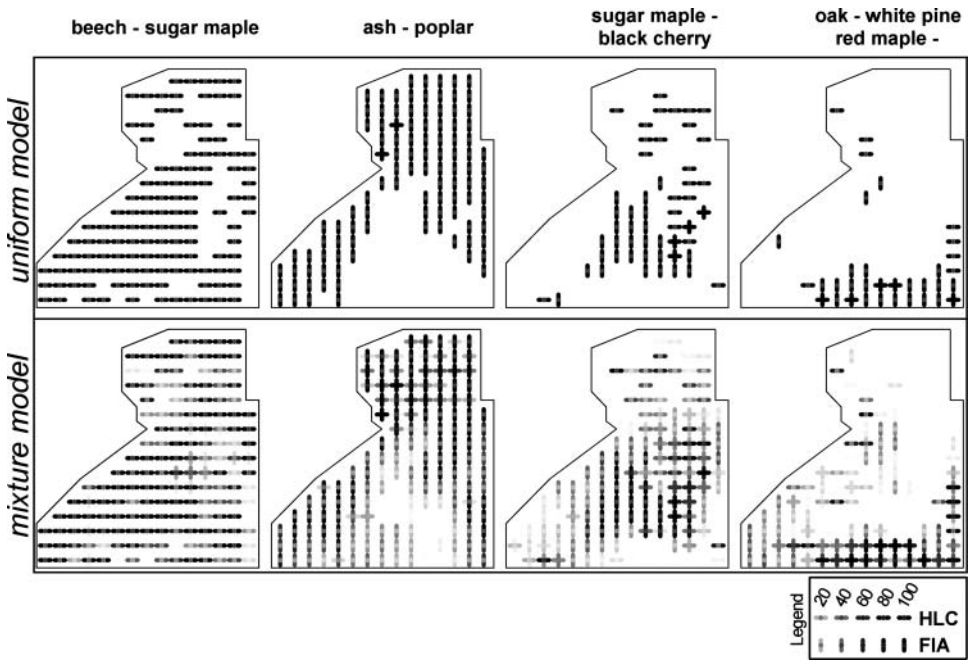 beech - sugar maple
ash - poplar
sugar maple -
black cherry
oak - white pine
red maple -
uniform model
mixture model
Legend
20 40 60 80 100
HLC
FIA